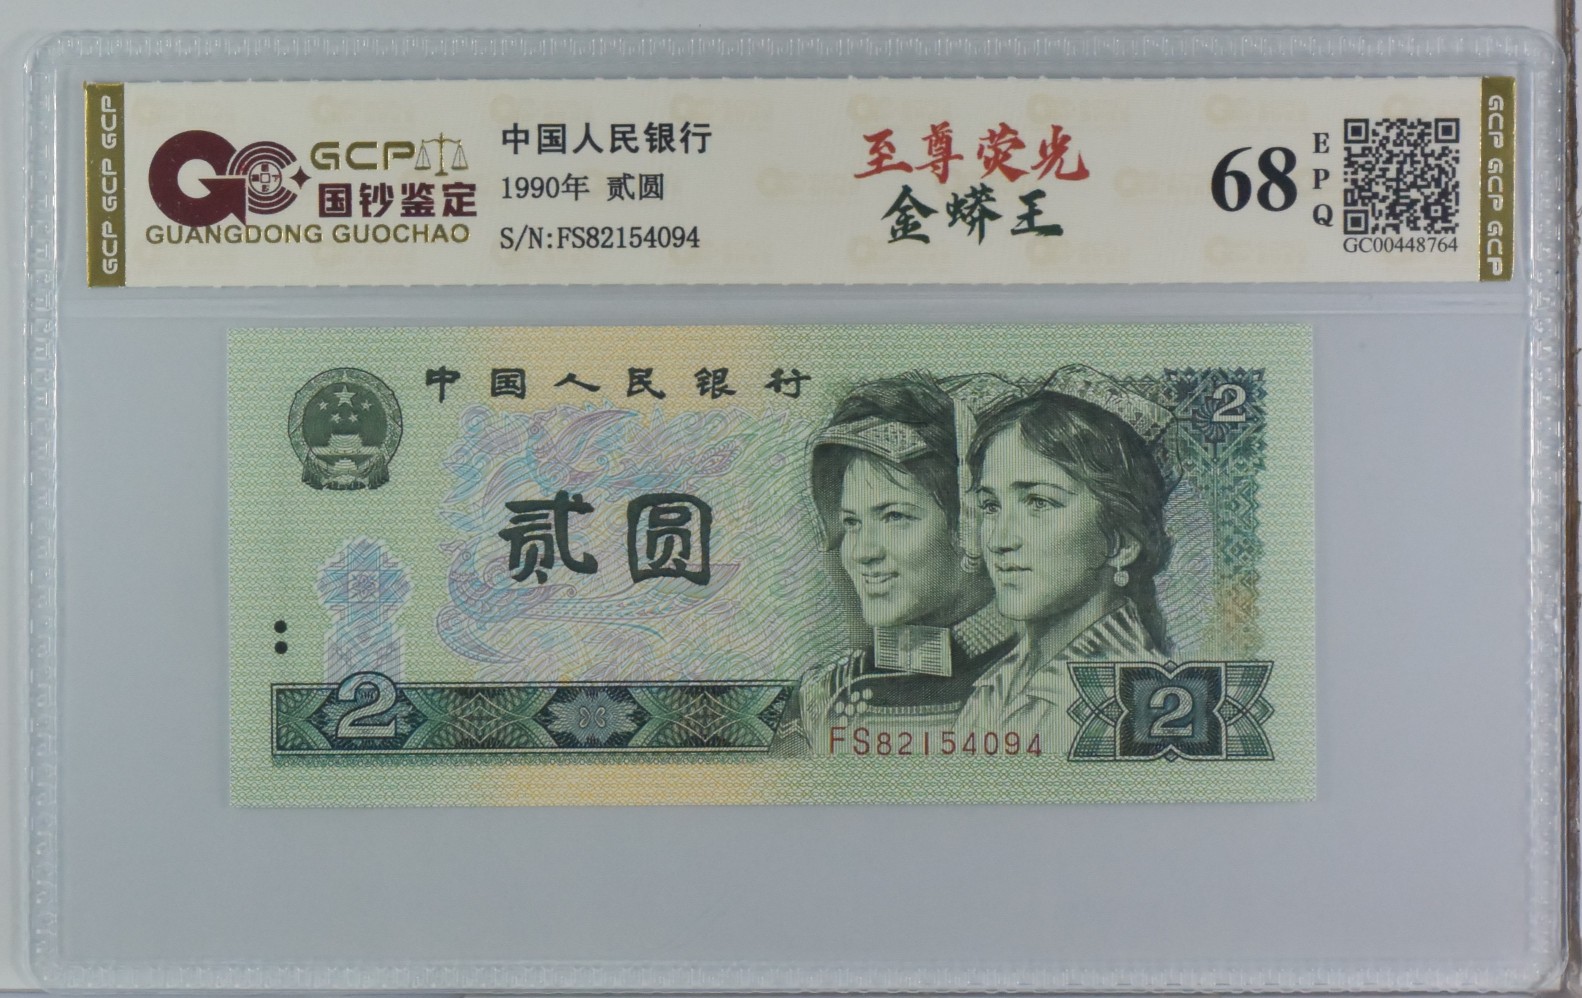 GCP GCP GCP
GCP
国钞鉴定
GUANGDONG GUOCHAO
中国人民银行
1990年 贰圆
S/N:FS82154094
至尊荧光
金蟒王
68
EPQ
GC00448764
GCP GCP GCP
中国人民银行
2
贰圆
2
FS82154094
2